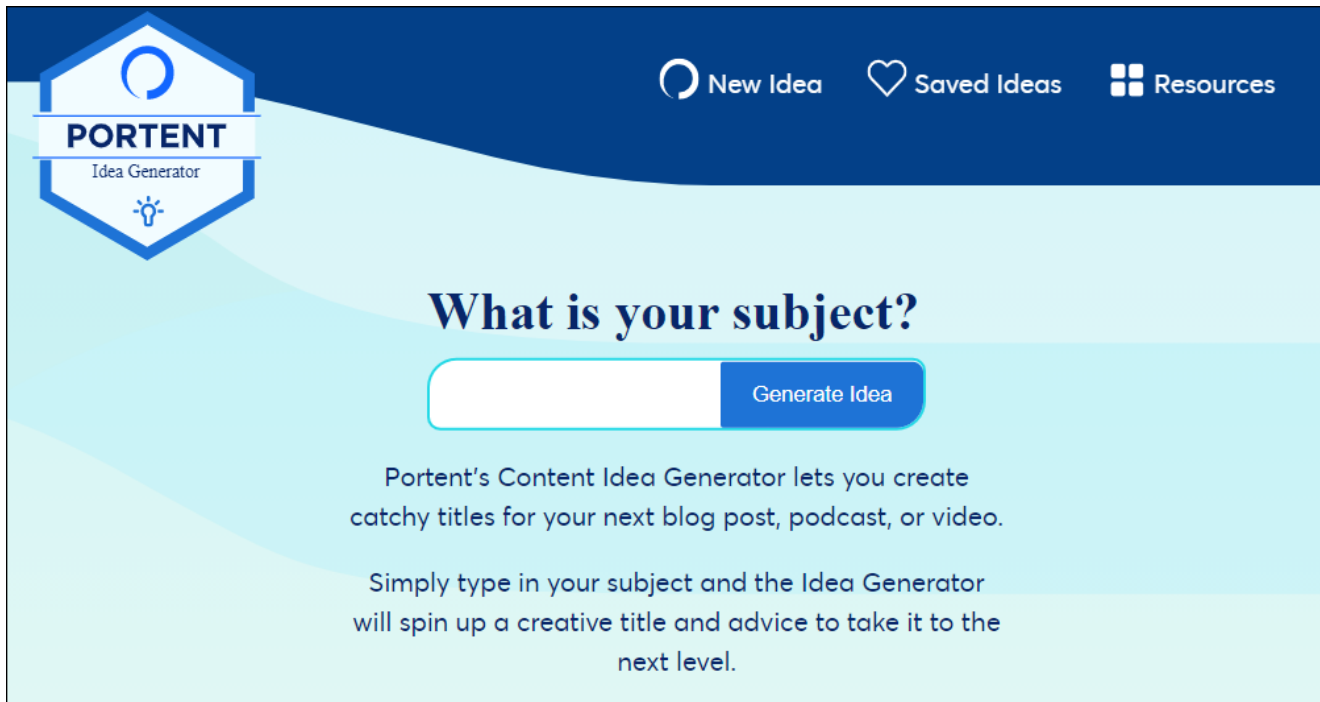 PORTENT
Idea Generator
New Idea
Saved Ideas
Resources
What is your subject?
Generate Idea
Portent's Content Idea Generator lets you create
catchy titles for your next blog post, podcast, or video.
Simply type in your subject and the Idea Generator
will spin up a creative title and advice to take it to the
next level.